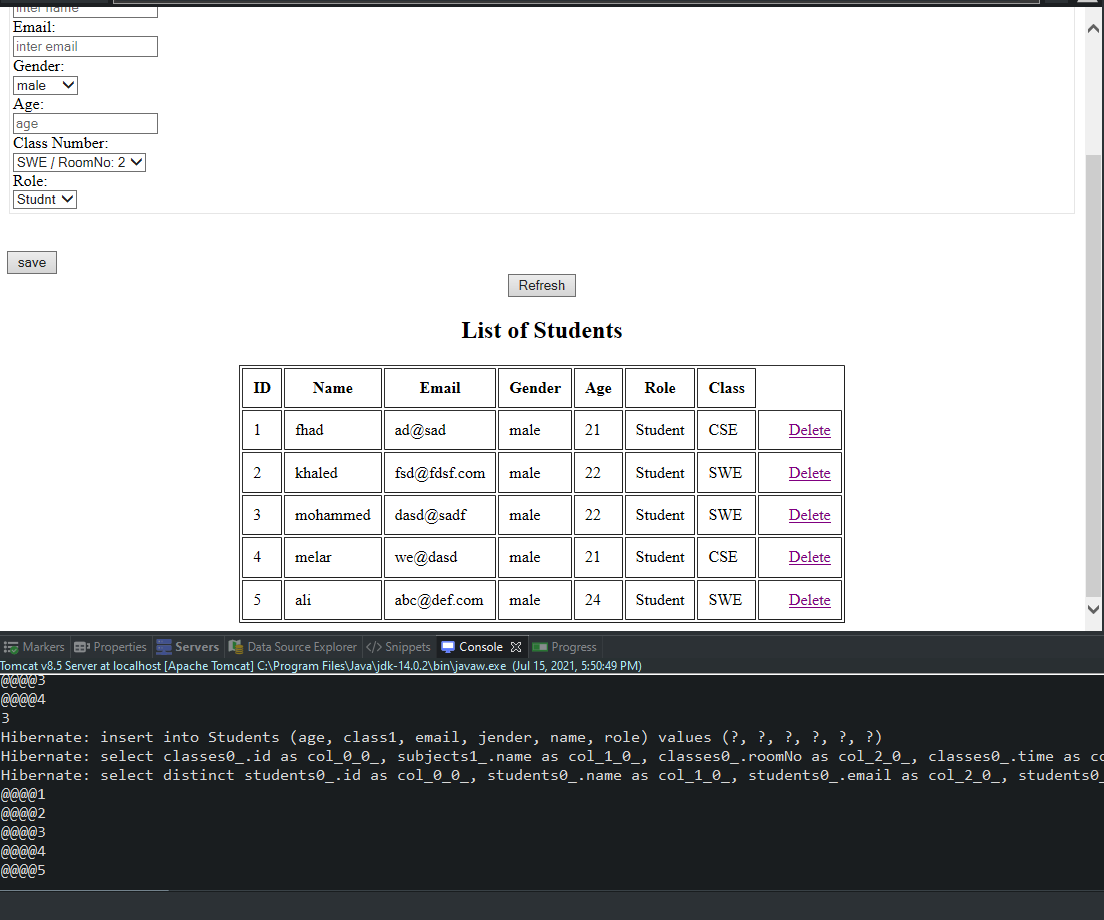 inter name
Email:
inter email
Gender:
male
Age:
age
Class Number:
SWE / RoomNo: 2
Role:
Studnt
save
Refresh
List of Students
ID Name Email Gender Age Role Class
1 fhad ad@sad male 21 Student CSE Delete
2 khaled fsd@fdsf.com male 22 Student SWE Delete
3 mohammed dasd@sadf male 22 Student SWE Delete
4 melar we@dasd male 21 Student CSE Delete
5 ali abc@def.com male 24 Student SWE Delete
Markers Properties Servers Data Source Explorer </> Snippets Console Progress
Tomcat v8.5 Server at localhost [Apache Tomcat] C:\Program Files\Java\jdk-14.0.2\bin\javaw.exe (Jul 15, 2021, 5:50:49 PM)
@@@@3
@@@@4
3
Hibernate: insert into Students (age, class1, email, jender, name, role) values (?, ?, ?, ?, ?, ?)
Hibernate: select classes0_.id as col_0_0_, subjects1_.name as col_1_0_, classes0_.roomNo as col_2_0_, classes0_.time as co
Hibernate: select distinct students0_.id as col_0_0_, students0_.name as col_1_0_, students0_.email as col_2_0_, students0_
@@@@1
@@@@2
@@@@3
@@@@4
@@@@5